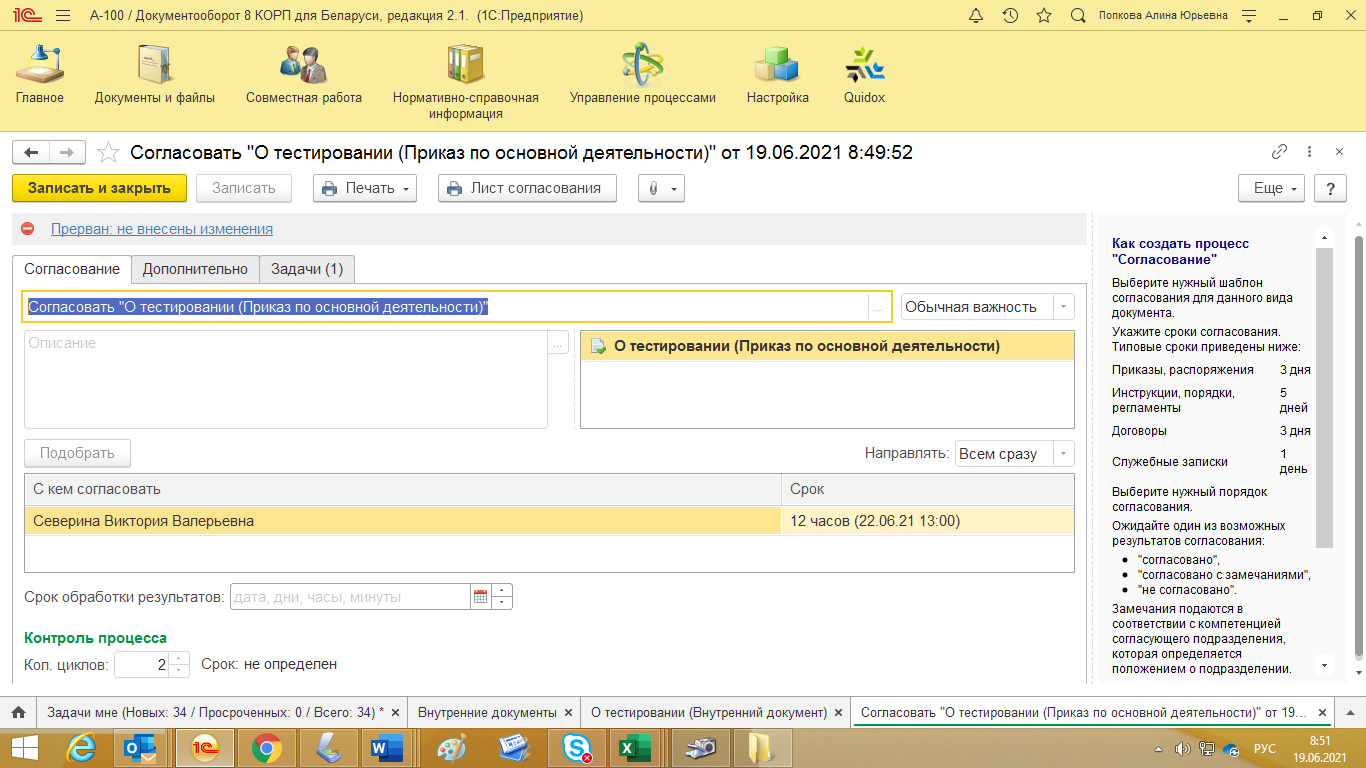 1С А-100 / Документооборот 8 КОРП для Беларуси, редакция 2.1. (1С:Предприятие) Попкова Алина Юрьевна
Главное
Документы и файлы
Совместная работа
Нормативно-справочная
информация
Управление процессами
Настройка
Quidox
Согласовать "О тестировании (Приказ по основной деятельности)" от 19.06.2021 8:49:52
Записать и закрыть
Записать
Печать
Лист согласования
Еще
?
Прерван: не внесены изменения
Согласование
Дополнительно
Задачи (1)
Согласовать "О тестировании (Приказ по основной деятельности)"
...
Обычная важность
Описание
...
О тестировании (Приказ по основной деятельности)
Подобрать
Направлять: Всем сразу
С кем согласовать Срок
Северина Виктория Валерьевна 12 часов (22.06.21 13:00)
Срок обработки результатов: дата, дни, часы, минуты
Контроль процесса
Кол. циклов: 2 Срок: не определен
Как создать процесс
"Согласование"
Выберите нужный шаблон
согласования для данного вида
документа.
Укажите сроки согласования.
Типовые сроки приведены ниже:
Приказы, распоряжения 3 дня
Инструкции, порядки, 5
регламенты дней
Договоры 3 дня
Служебные записки 1
день
Выберите нужный порядок
согласования.
Ожидайте один из возможных
результатов согласования:
"согласовано",
"согласовано с замечаниями",
"не согласовано".
Замечания подаются в
соответствии с компетенцией
согласующего подразделения,
которая определяется
положением о подразделении.
Задачи мне (Новых: 34 / Просроченных: 0 / Всего: 34) *
Внутренние документы
О тестировании (Внутренний документ)
Согласовать "О тестировании (Приказ по основной деятельности)" от 19...
РУС
8:51
19.06.2021